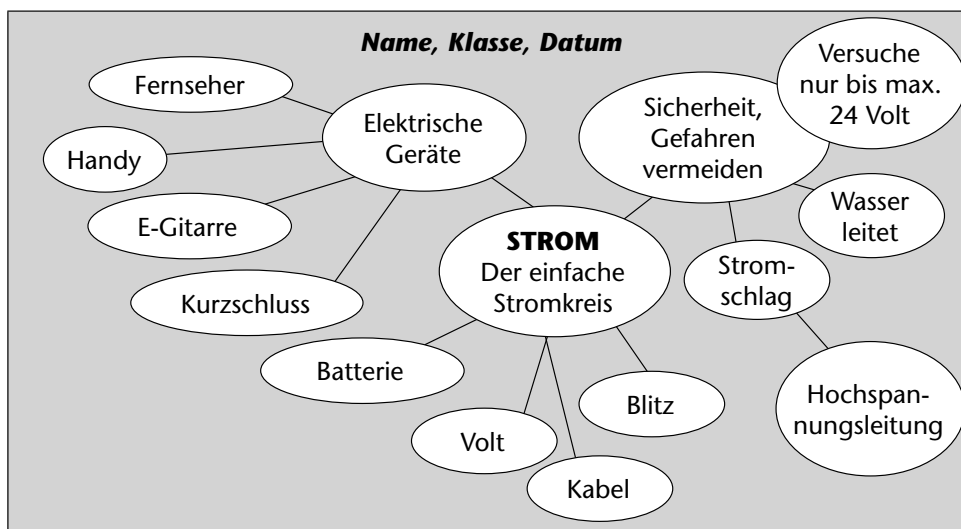 Name, Klasse, Datum
Versuche
nur bis max.
24 Volt
Fernseher
Elektrische
Geräte
Sicherheit,
Gefahren
vermeiden
Handy
E-Gitarre
Wasser
leitet
STROM
Der einfache
Stromkreis
Strom-
schlag
Kurzschluss
Batterie
Blitz
Hochspan-
nungsleitung
Volt
Kabel